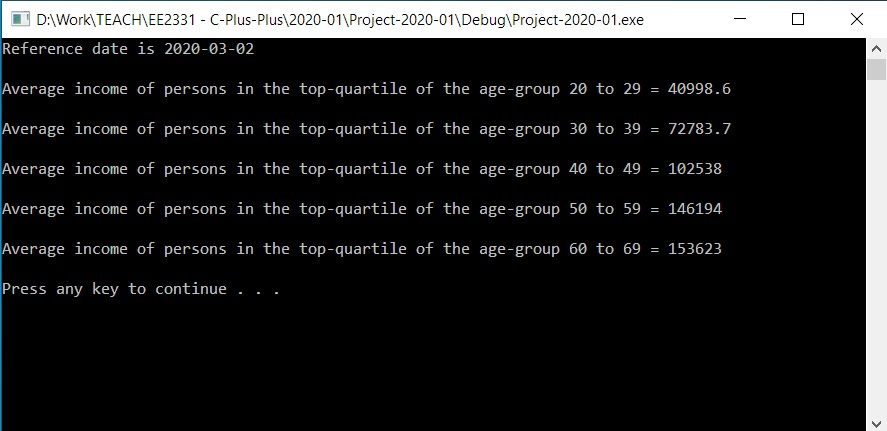 D:\Work\TEACH\EE2331 - C-Plus-Plus\2020-01\Project-2020-01\Debug\Project-2020-01.exe
Reference date is 2020-03-02
Average income of persons in the top-quartile of the age-group 20 to 29 = 40998.6
Average income of persons in the top-quartile of the age-group 30 to 39 = 72783.7
Average income of persons in the top-quartile of the age-group 40 to 49 = 102538
Average income of persons in the top-quartile of the age-group 50 to 59 = 146194
Average income of persons in the top-quartile of the age-group 60 to 69 = 153623
Press any key to continue . . .